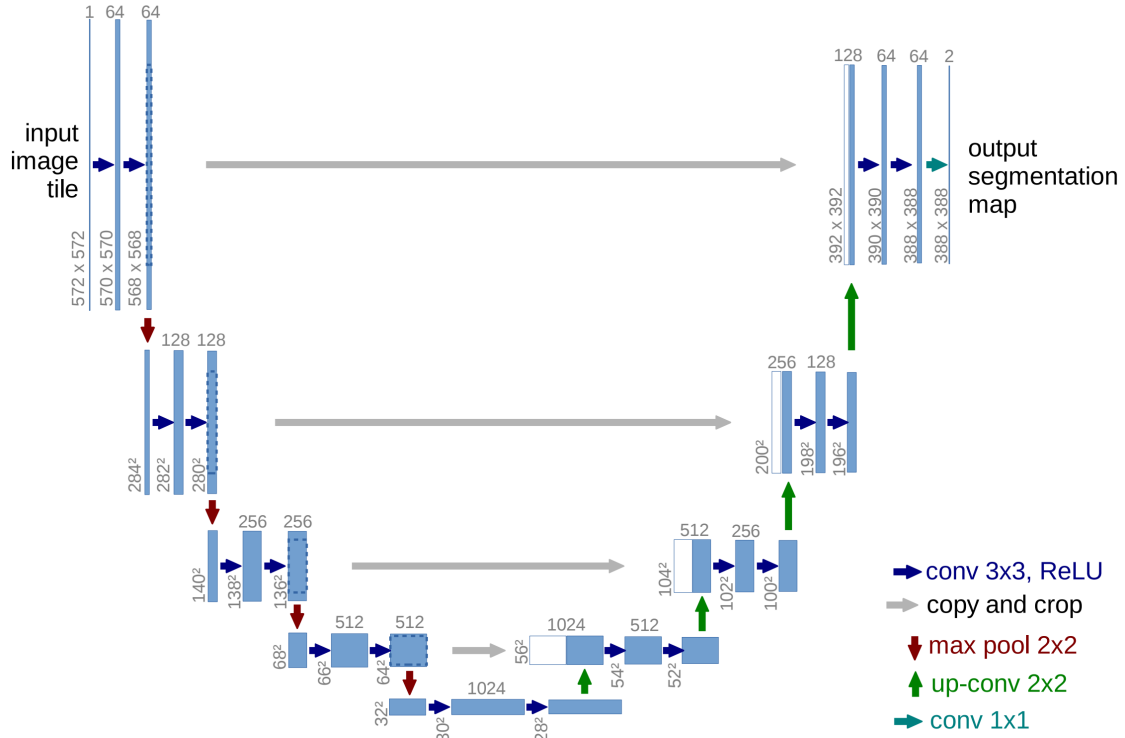 1 64 64
128 64 64 2
input
image
tile
output
segmentation
map
572 x 572
570 x 570
568 x 568
392 x 392
390 x 390
388 x 388
388 x 388
128 128
256 128
284²
282²
280²
200²
198²
196²
256 256
512 256
140²
138²
136²
104²
102²
100²
512 512
1024 512
68²
66²
64²
56²
54²
52²
1024
32²
30²
28²
conv 3x3, ReLU
copy and crop
max pool 2x2
up-conv 2x2
conv 1x1